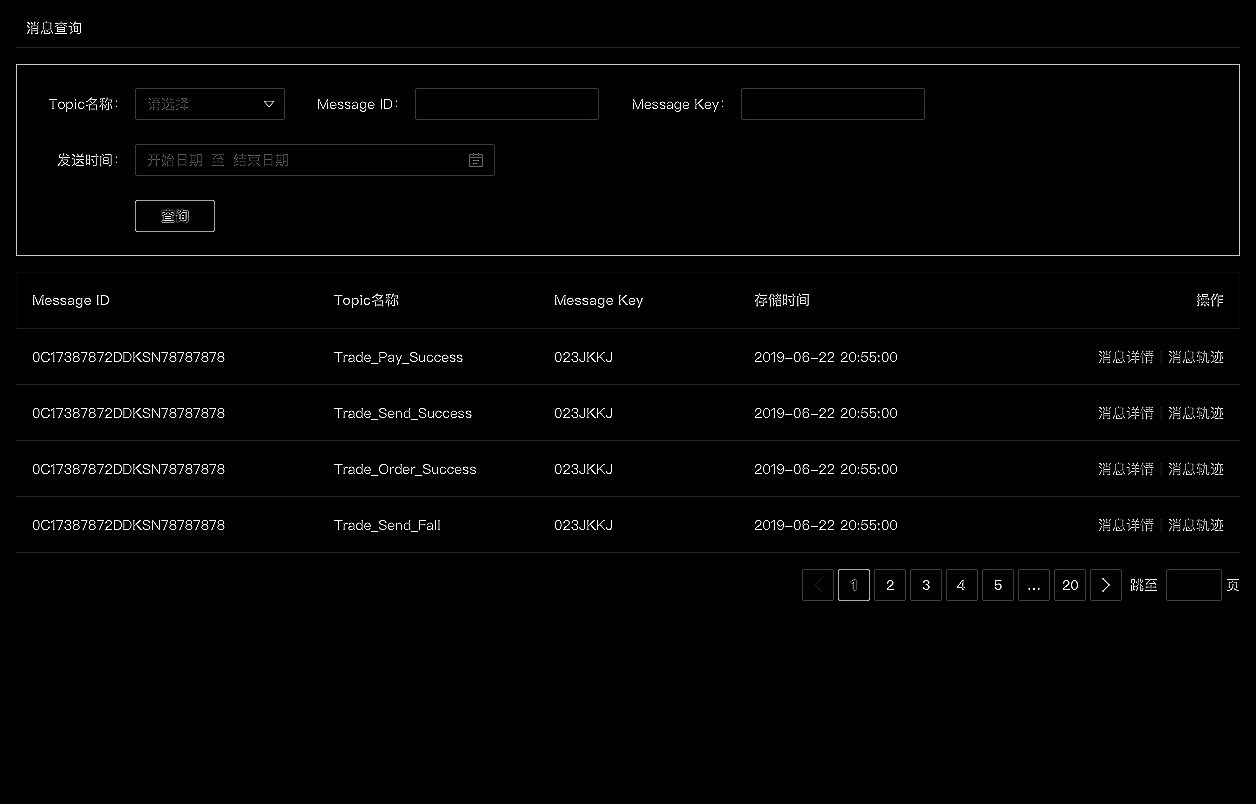 消息查询
Topic名称: 请选择 Message ID: Message Key:
发送时间: 开始日期 至 结束日期
查询
Message ID Topic名称 Message Key 存储时间 操作
0C17387872DDKSN78787878 Trade_Pay_Success 023JKKJ 2019-06-22 20:55:00 消息详情 消息轨迹
0C17387872DDKSN78787878 Trade_Send_Success 023JKKJ 2019-06-22 20:55:00 消息详情 消息轨迹
0C17387872DDKSN78787878 Trade_Order_Success 023JKKJ 2019-06-22 20:55:00 消息详情 消息轨迹
0C17387872DDKSN78787878 Trade_Send_Fall 023JKKJ 2019-06-22 20:55:00 消息详情 消息轨迹
1 2 3 4 5 ... 20 跳至 页